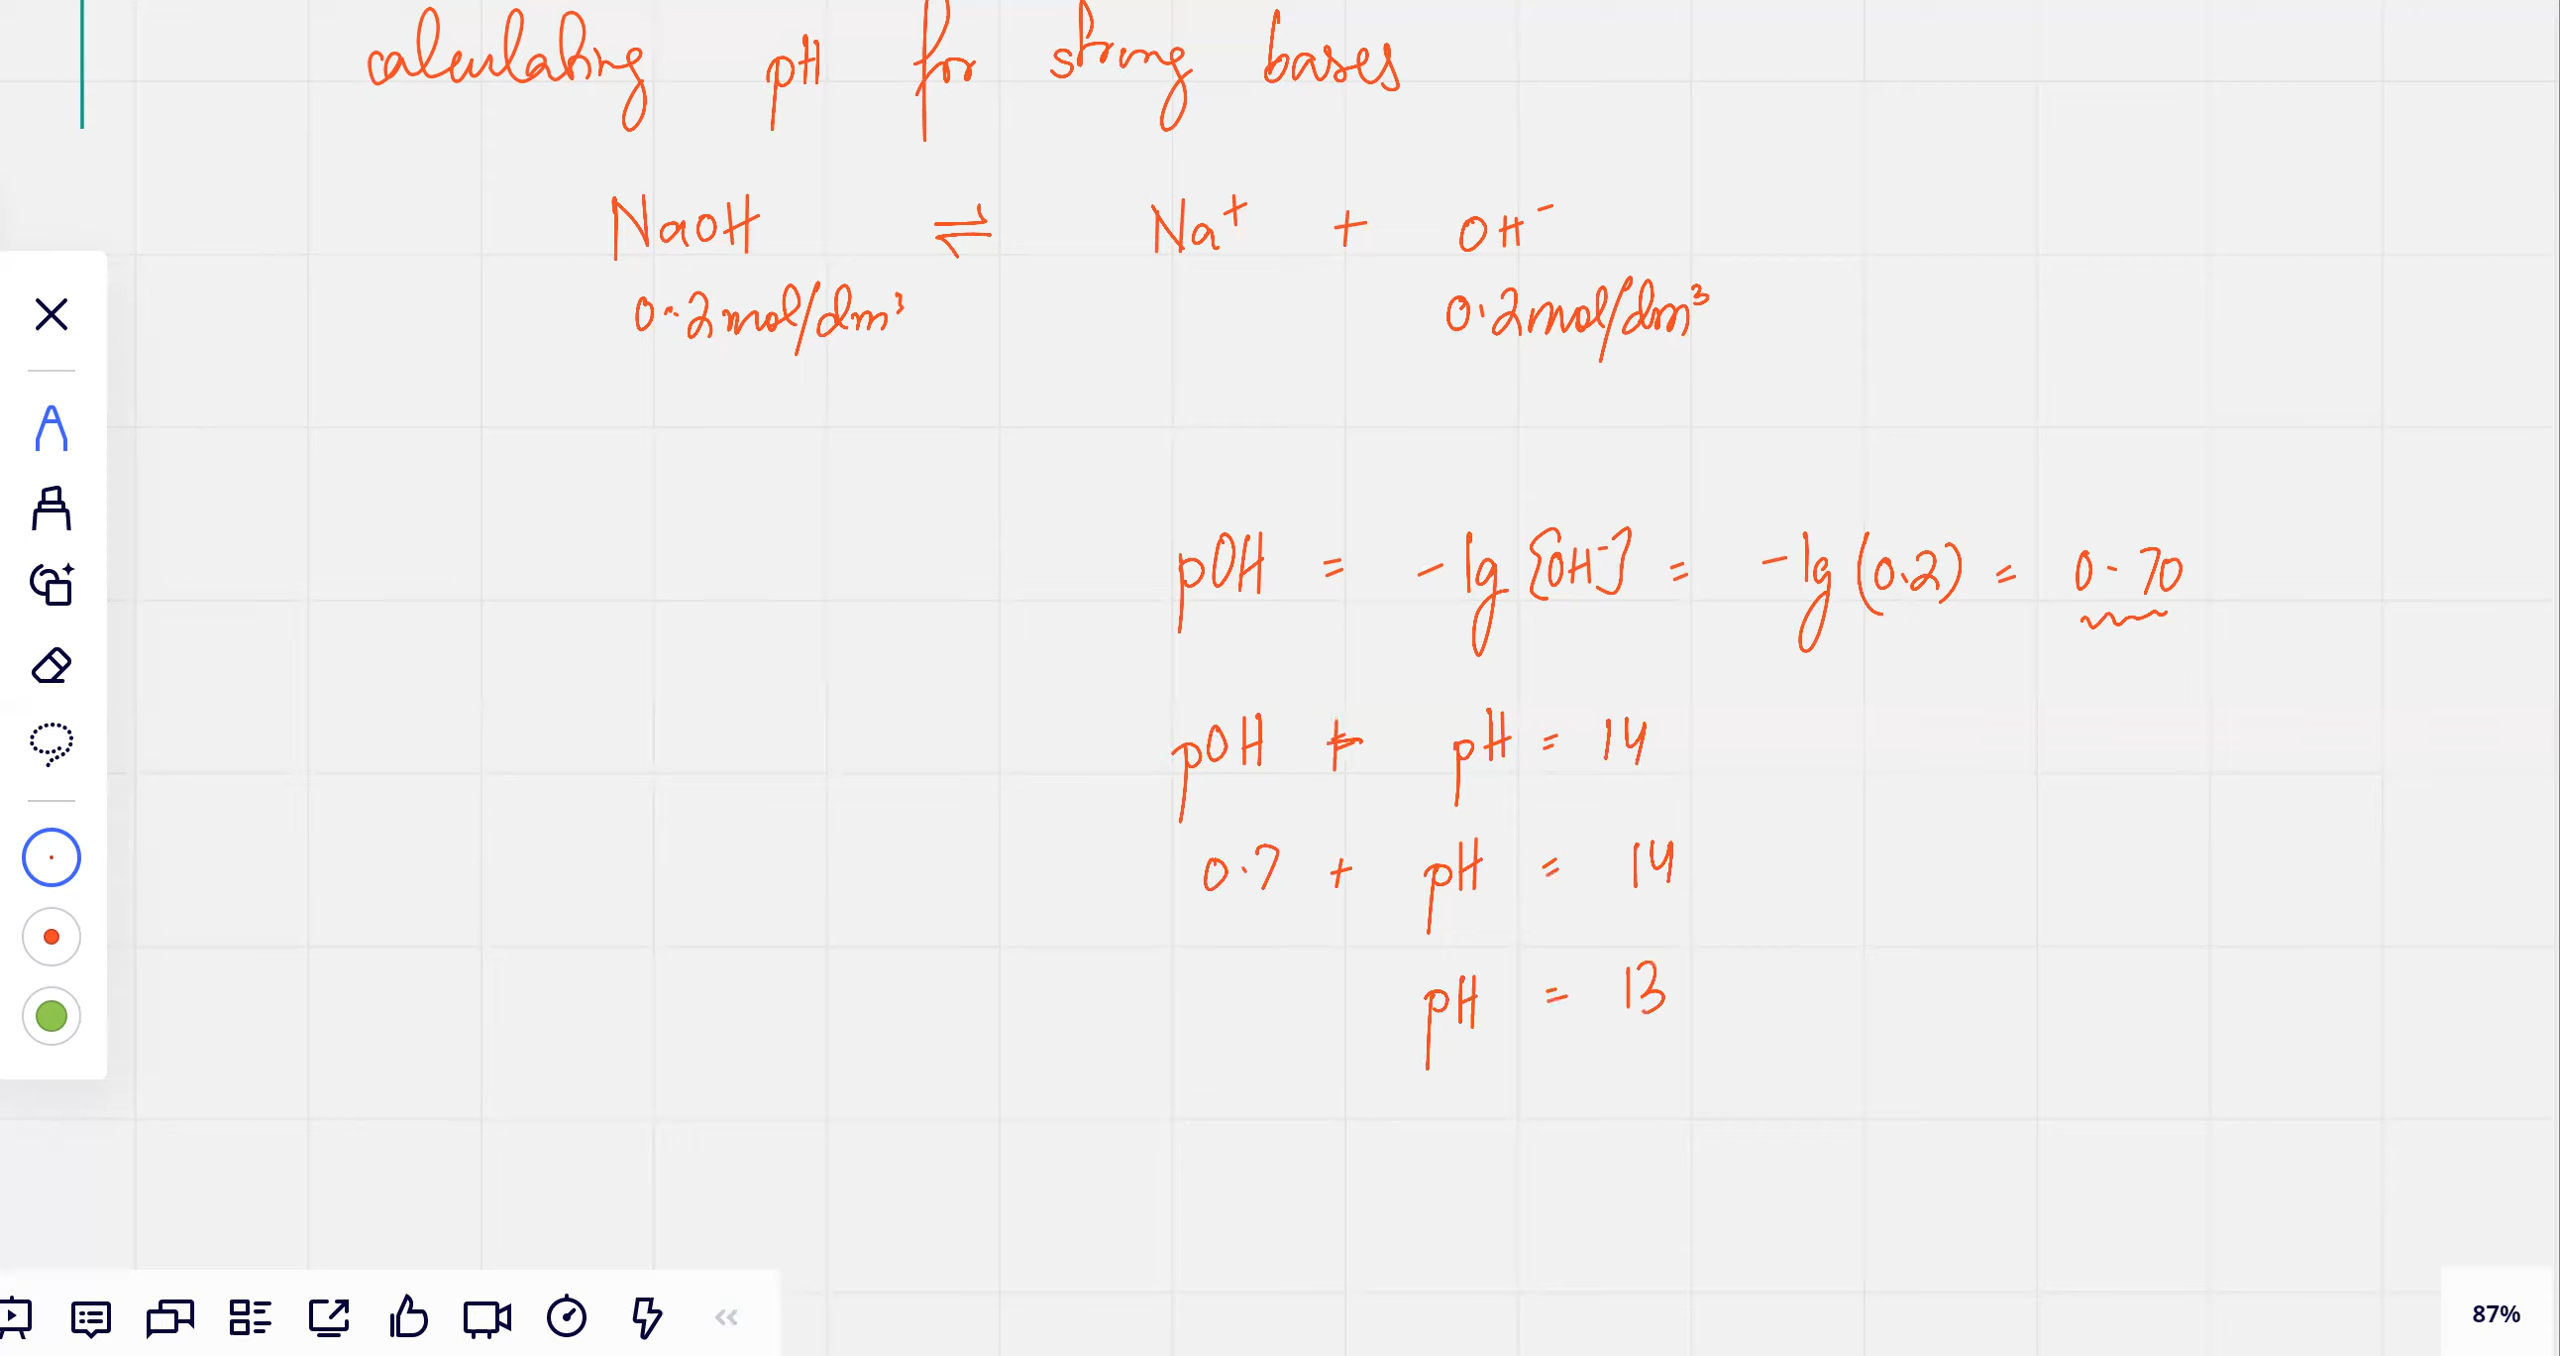 calculating pH for strong bases
NaOH ⇌ Na⁺ + OH⁻
0.2mol/dm³ 0.2mol/dm³
pOH = -lg [OH⁻] = -lg (0.2) = 0.70
pOH + pH = 14
0.7 + pH = 14
pH = 13
87%